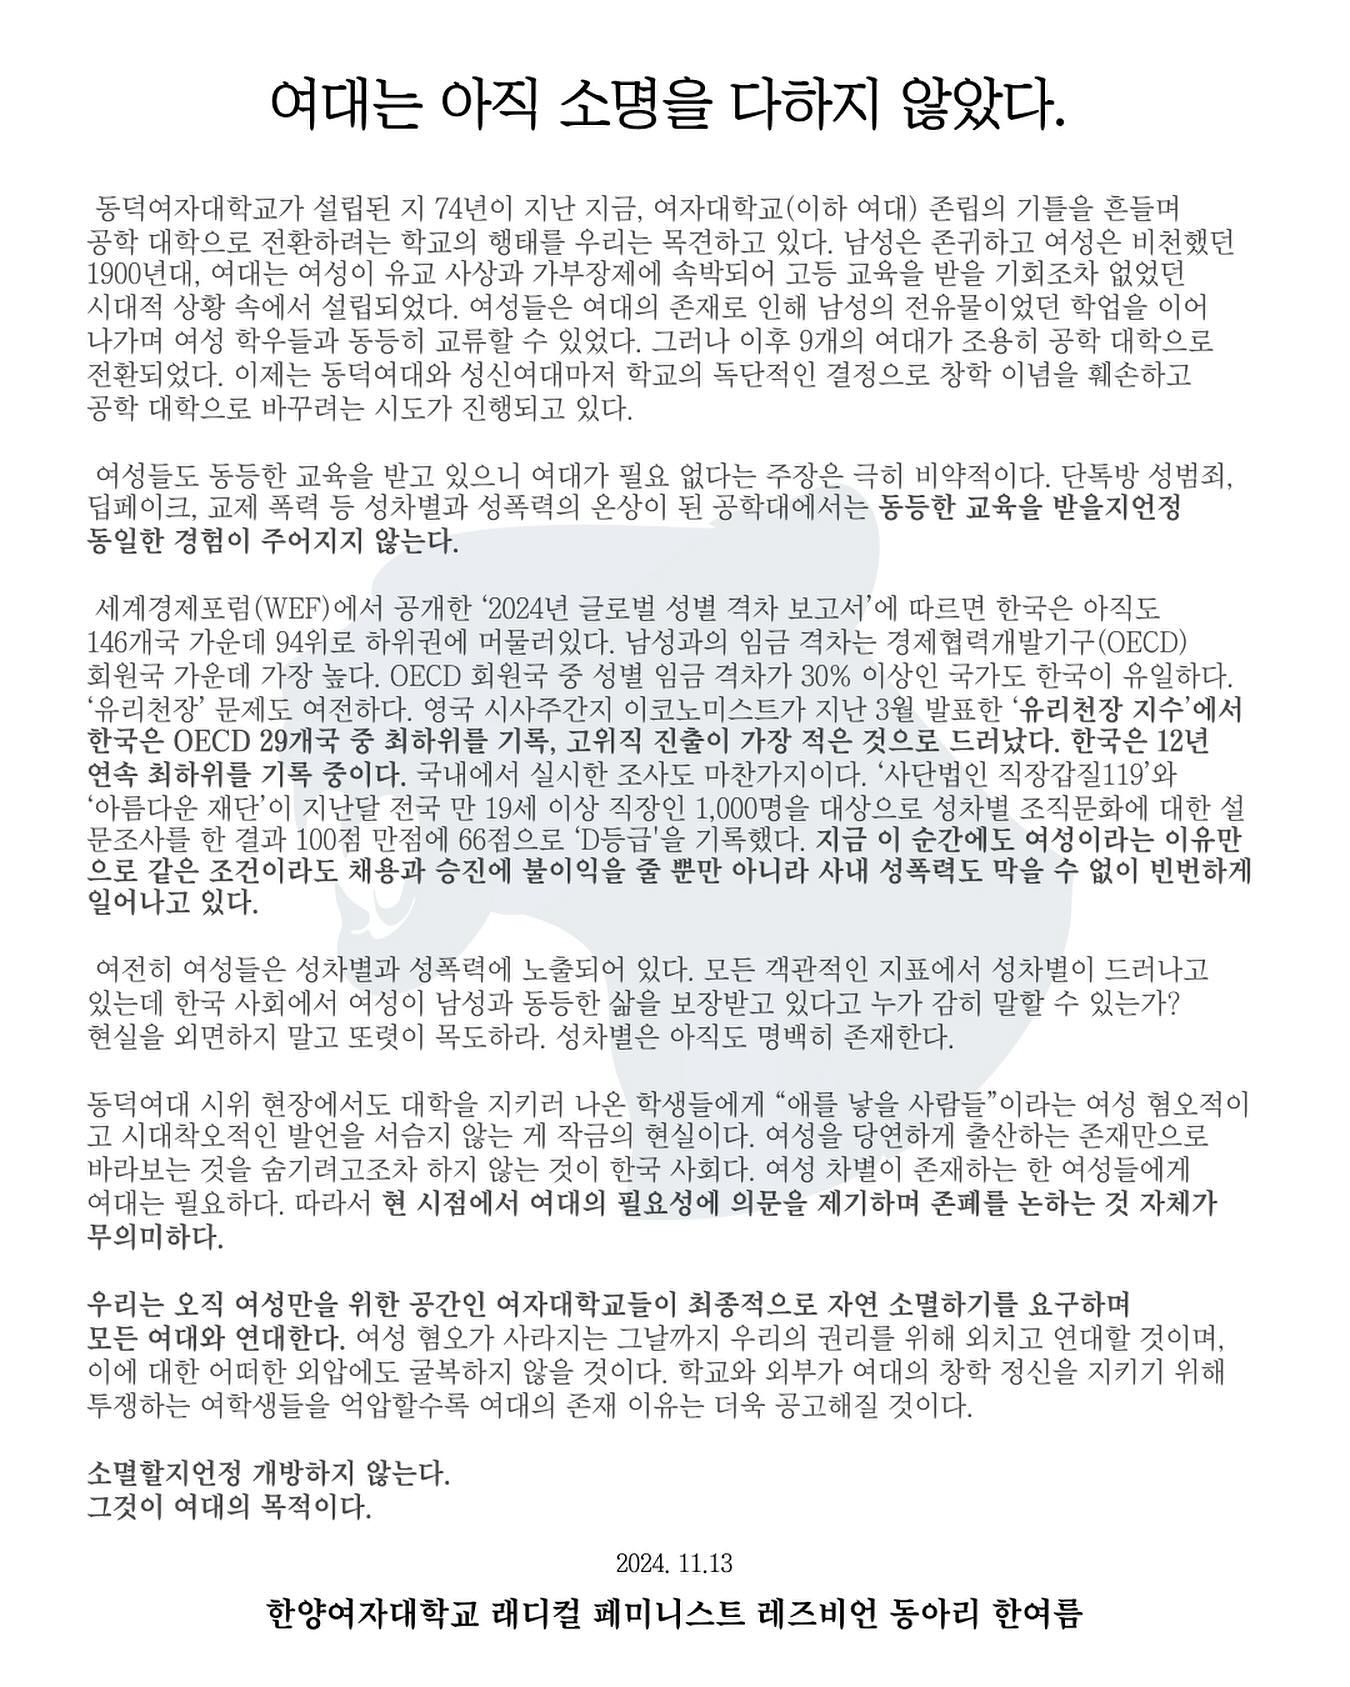 여대는 아직 소명을 다하지 않았다.
동덕여자대학교가 설립된 지 74년이 지난 지금, 여자대학교(이하 여대) 존립의 기틀을 흔들며
공학 대학으로 전환하려는 학교의 행태를 우리는 목견하고 있다. 남성은 존귀하고 여성은 비천했던
1900년대, 여대는 여성이 유교 사상과 가부장제에 속박되어 고등 교육을 받을 기회조차 없었던
시대적 상황 속에서 설립되었다. 여성들은 여대의 존재로 인해 남성의 전유물이었던 학업을 이어
나가며 여성 학우들과 동등히 교류할 수 있었다. 그러나 이후 9개의 여대가 조용히 공학 대학으로
전환되었다. 이제는 동덕여대와 성신여대마저 학교의 독단적인 결정으로 창학 이념을 훼손하고
공학 대학으로 바꾸려는 시도가 진행되고 있다.
여성들도 동등한 교육을 받고 있으니 여대가 필요 없다는 주장은 극히 비약적이다. 단톡방 성범죄,
딥페이크, 교제 폭력 등 성차별과 성폭력의 온상이 된 공학대에서는 동등한 교육을 받을지언정
동일한 경험이 주어지지 않는다.
세계경제포럼(WEF)에서 공개한 ‘2024년 글로벌 성별 격차 보고서’에 따르면 한국은 아직도
146개국 가운데 94위로 하위권에 머물러있다. 남성과의 임금 격차는 경제협력개발기구(OECD)
회원국 가운데 가장 높다. OECD 회원국 중 성별 임금 격차가 30% 이상인 국가도 한국이 유일하다.
‘유리천장’ 문제도 여전하다. 영국 시사주간지 이코노미스트가 지난 3월 발표한 ‘유리천장 지수’에서
한국은 OECD 29개국 중 최하위를 기록, 고위직 진출이 가장 적은 것으로 드러났다. 한국은 12년
연속 최하위를 기록 중이다. 국내에서 실시한 조사도 마찬가지이다. ‘사단법인 직장갑질119’와
‘아름다운 재단’이 지난달 전국 만 19세 이상 직장인 1,000명을 대상으로 성차별 조직문화에 대한 설
문조사를 한 결과 100점 만점에 66점으로 ‘D등급'을 기록했다. 지금 이 순간에도 여성이라는 이유만
으로 같은 조건이라도 채용과 승진에 불이익을 줄 뿐만 아니라 사내 성폭력도 막을 수 없이 빈번하게
일어나고 있다.
여전히 여성들은 성차별과 성폭력에 노출되어 있다. 모든 객관적인 지표에서 성차별이 드러나고
있는데 한국 사회에서 여성이 남성과 동등한 삶을 보장받고 있다고 누가 감히 말할 수 있는가?
현실을 외면하지 말고 또렷이 목도하라. 성차별은 아직도 명백히 존재한다.
동덕여대 시위 현장에서도 대학을 지키러 나온 학생들에게 “애를 낳을 사람들”이라는 여성 혐오적이
고 시대착오적인 발언을 서슴지 않는 게 작금의 현실이다. 여성을 당연하게 출산하는 존재만으로
바라보는 것을 숨기려고조차 하지 않는 것이 한국 사회다. 여성 차별이 존재하는 한 여성들에게
여대는 필요하다. 따라서 현 시점에서 여대의 필요성에 의문을 제기하며 존폐를 논하는 것 자체가
무의미하다.
우리는 오직 여성만을 위한 공간인 여자대학교들이 최종적으로 자연 소멸하기를 요구하며
모든 여대와 연대한다. 여성 혐오가 사라지는 그날까지 우리의 권리를 위해 외치고 연대할 것이며,
이에 대한 어떠한 외압에도 굴복하지 않을 것이다. 학교와 외부가 여대의 창학 정신을 지키기 위해
투쟁하는 여학생들을 억압할수록 여대의 존재 이유는 더욱 공고해질 것이다.
소멸할지언정 개방하지 않는다.
그것이 여대의 목적이다.
2024. 11.13
한양여자대학교 래디컬 페미니스트 레즈비언 동아리 한여름